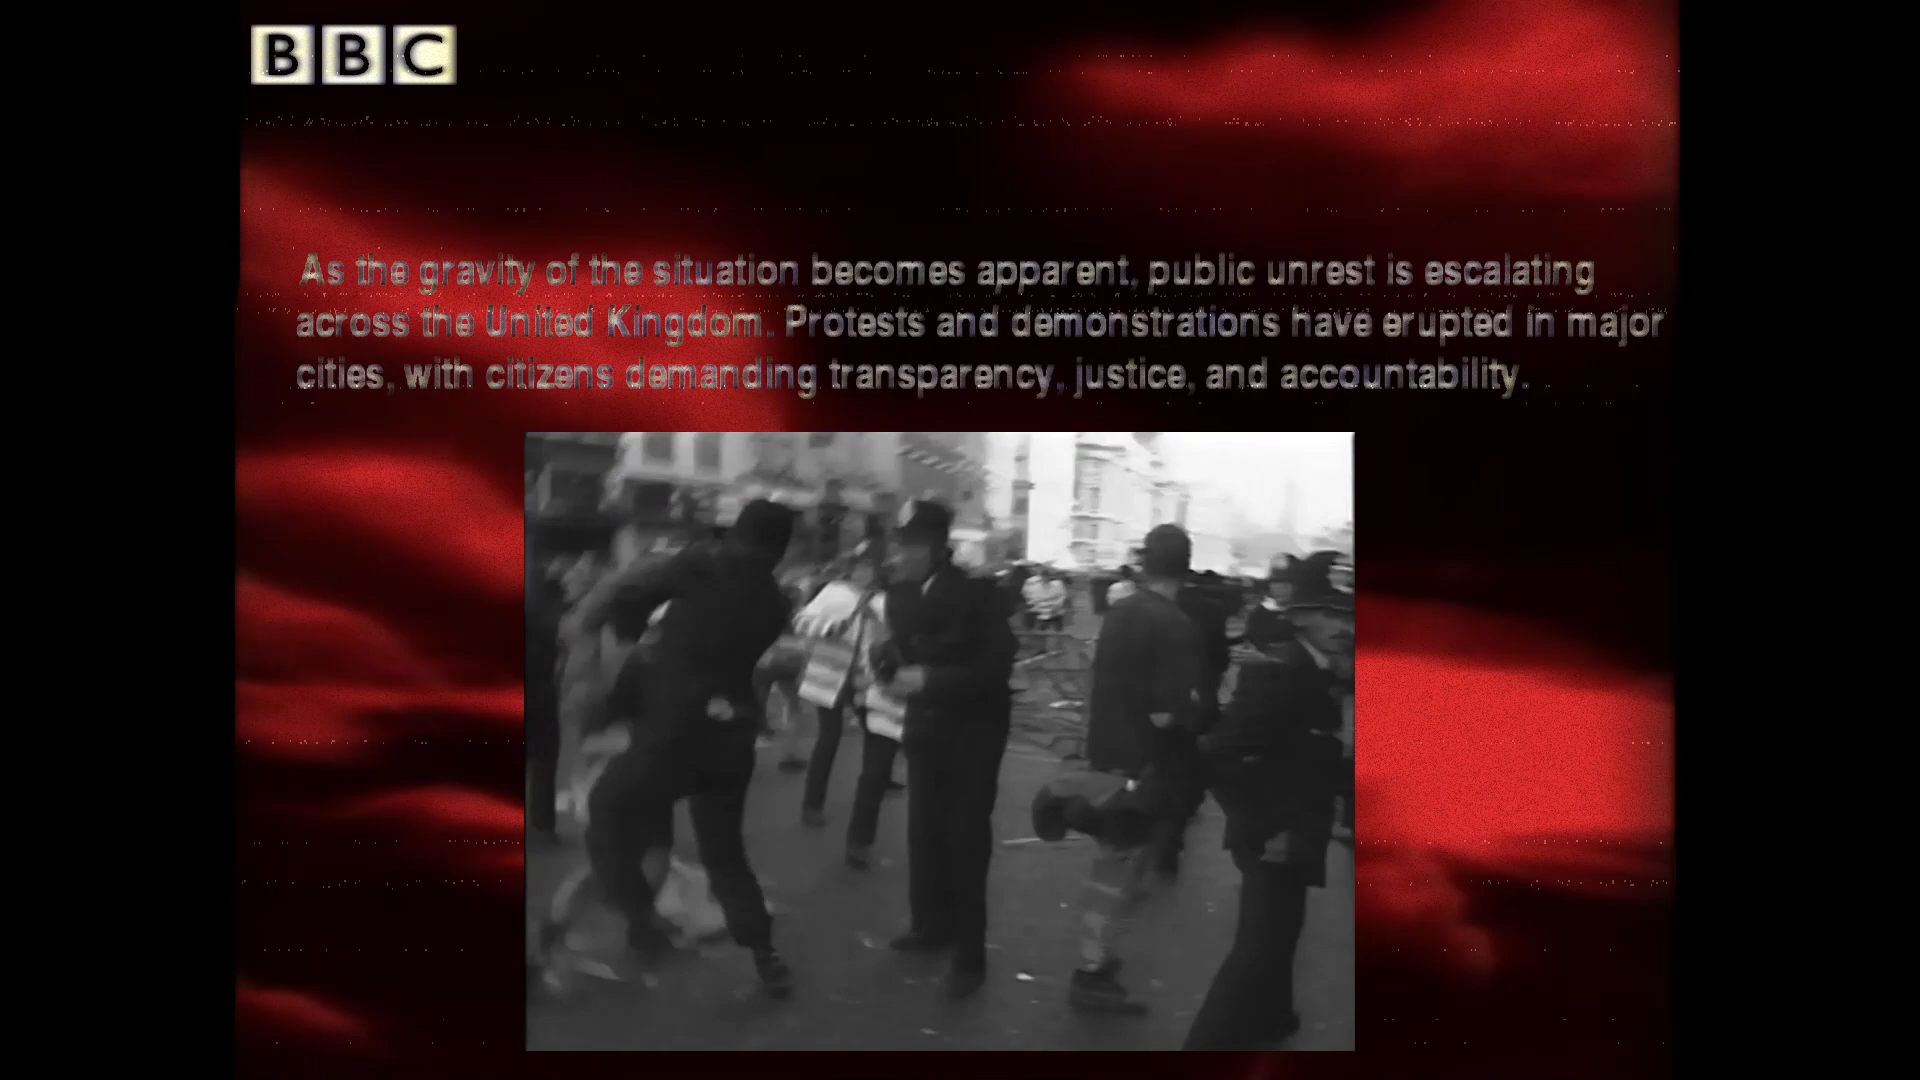 BBC
As the gravity of the situation becomes apparent, public unrest is escalating
across the United Kingdom. Protests and demonstrations have erupted in major
cities, with citizens demanding transparency, justice, and accountability.